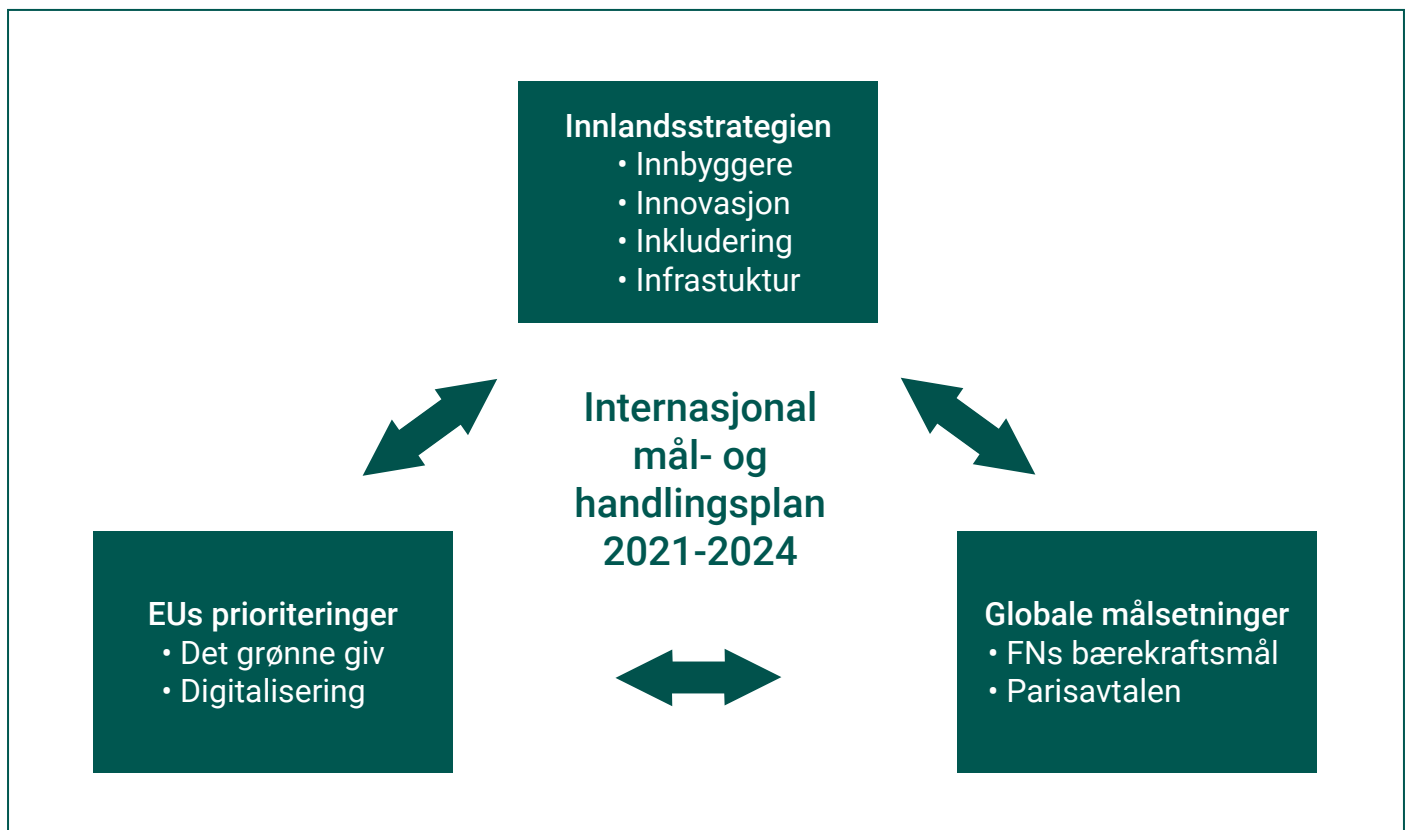 Innlandsstrategien
• Innbyggere
• Innovasjon
• Inkludering
• Infrastuktur
Internasjonal
mål- og
handlingsplan
2021-2024
EUs prioriteringer
• Det grønne giv
• Digitalisering
Globale målsetninger
• FNs bærekraftsmål
• Parisavtalen